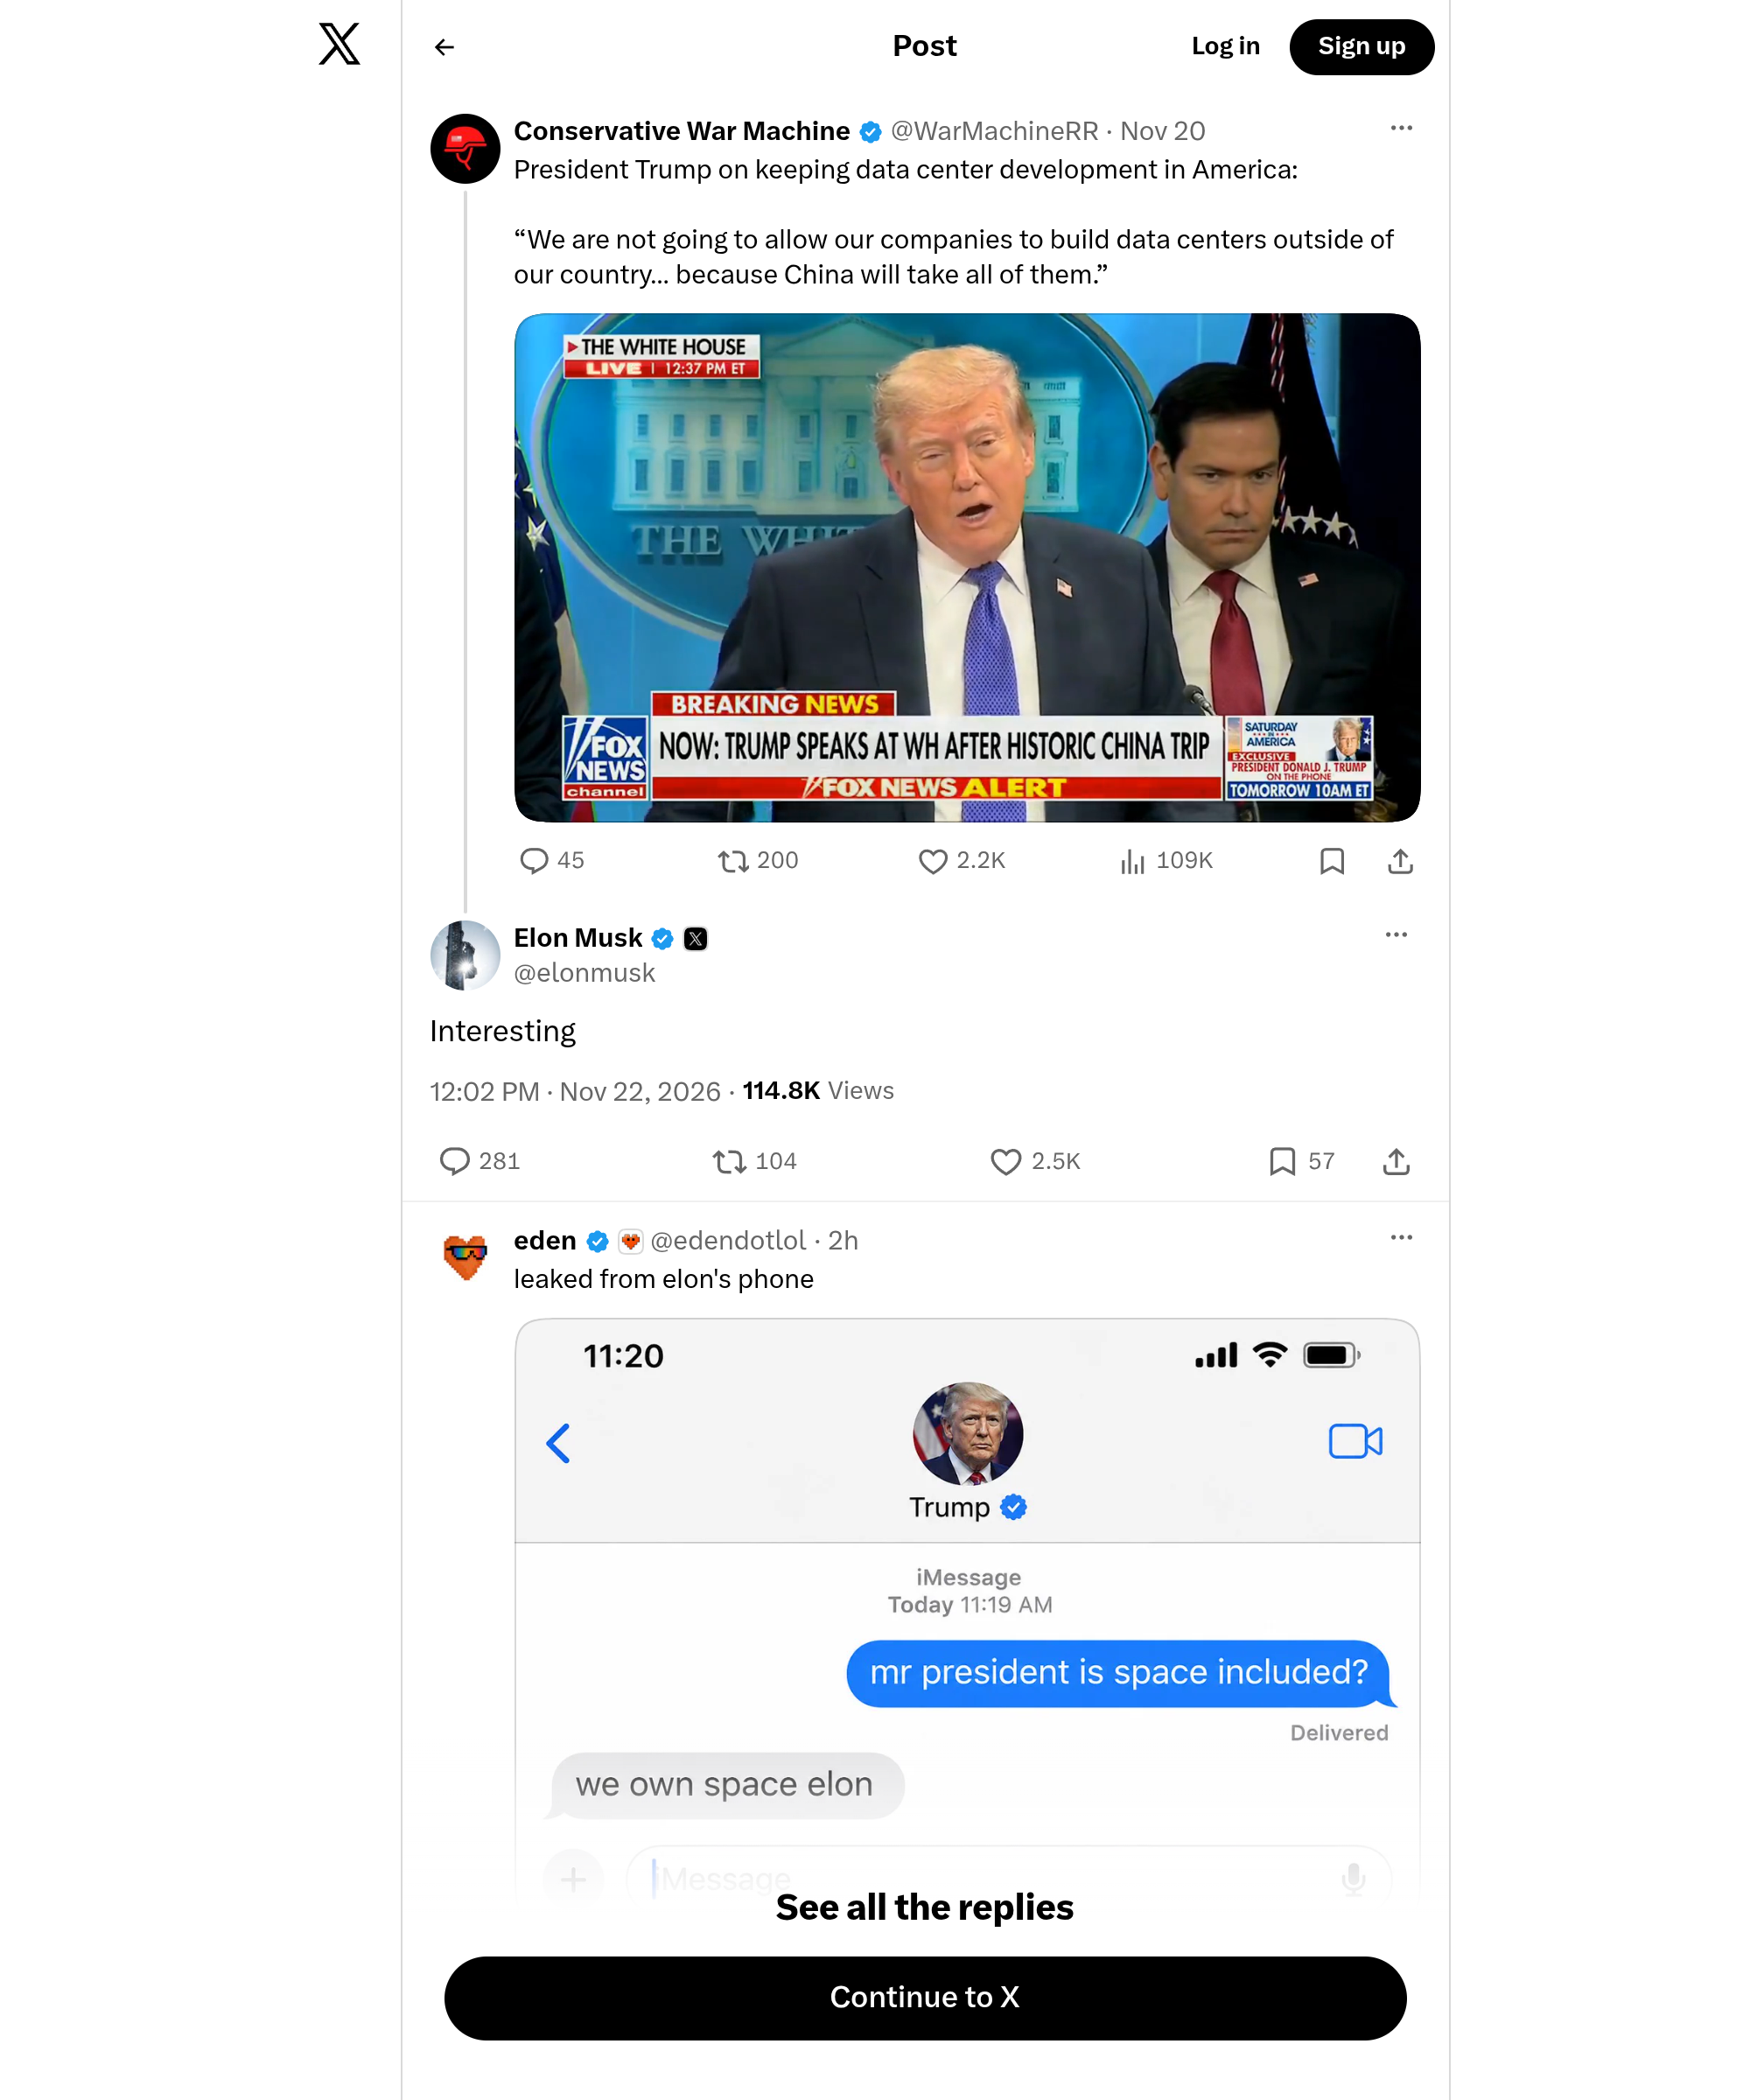 Post
Log in
Sign up
Conservative War Machine @WarMachineRR · Nov 20
President Trump on keeping data center development in America:
“We are not going to allow our companies to build data centers outside of
our country... because China will take all of them.”
THE WHITE HOUSE
LIVE | 12:37 PM ET
THE WHIT
BREAKING NEWS
FOX
NEWS
channel
NOW: TRUMP SPEAKS AT WH AFTER HISTORIC CHINA TRIP
FOX NEWS ALERT
SATURDAY
IN
AMERICA
EXCLUSIVE
PRESIDENT DONALD J. TRUMP
ON THE PHONE
TOMORROW 10AM ET
45
200
2.2K
109K
Elon Musk
@elonmusk
Interesting
12:02 PM · Nov 22, 2026 · 114.8K Views
281
104
2.5K
57
eden @edendotlol · 2h
leaked from elon's phone
11:20
Trump
iMessage
Today 11:19 AM
mr president is space included?
Delivered
we own space elon
iMessage
See all the replies
Continue to X